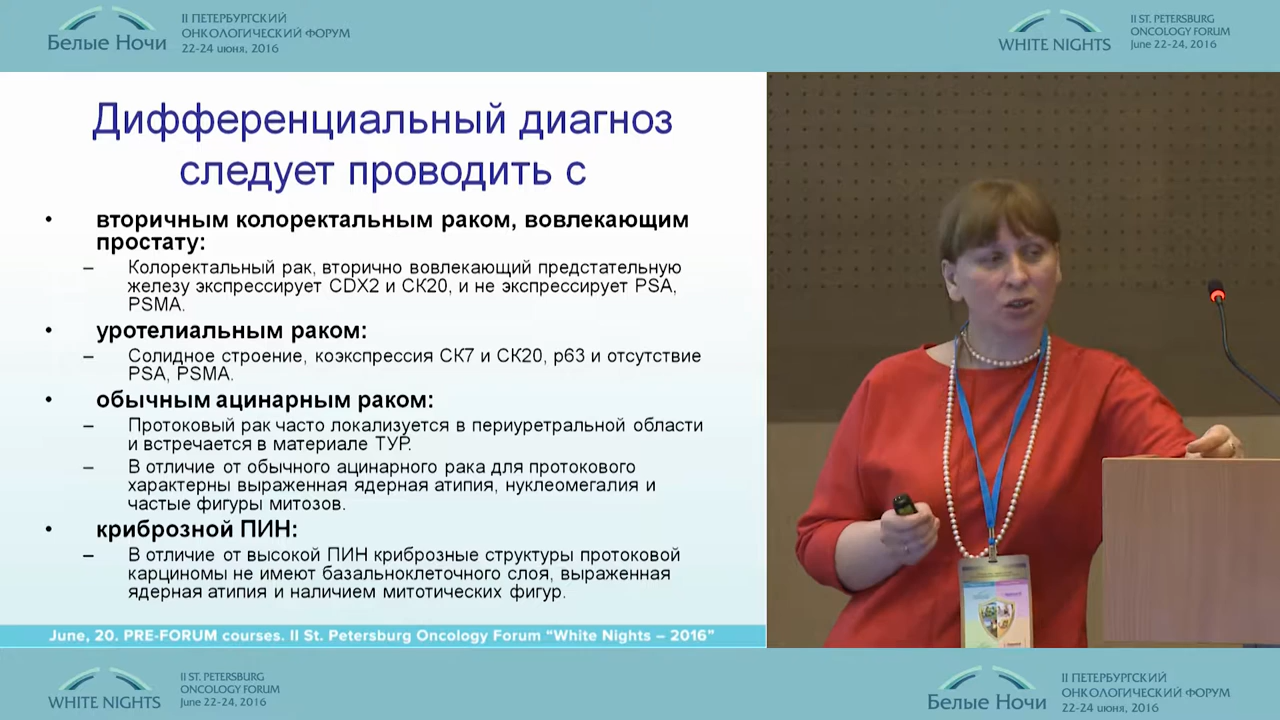 Белые Ночи
II ПЕТЕРБУРГСКИЙ
ОНКОЛОГИЧЕСКИЙ ФОРУМ
22-24 июня, 2016
WHITE NIGHTS
II ST. PETERSBURG
ONCOLOGY FORUM
June 22-24, 2016
Дифференциальный диагноз
следует проводить с
• вторичным колоректальным раком, вовлекающим
простату:
– Колоректальный рак, вторично вовлекающий предстательную
железу экспрессирует CDX2 и СК20, и не экспрессирует PSA,
PSMA.
• уротелиальным раком:
– Солидное строение, коэкспрессия СК7 и СК20, р63 и отсутствие
PSA, PSMA.
• обычным ацинарным раком:
– Протоковый рак часто локализуется в периуретральной области
и встречается в материале ТУР.
– В отличие от обычного ацинарного рака для протокового
характерны выраженная ядерная атипия, нуклеомегалия и
частые фигуры митозов.
• криброзной ПИН:
– В отличие от высокой ПИН криброзные структуры протоковой
карциномы не имеют базальноклеточного слоя, выраженная
ядерная атипия и наличием митотических фигур.
June, 20. PRE-FORUM courses. II St. Petersburg Oncology Forum “White Nights – 2016”
WHITE NIGHTS
II ST. PETERSBURG
ONCOLOGY FORUM
June 22-24, 2016
Белые Ночи
II ПЕТЕРБУРГСКИЙ
ОНКОЛОГИЧЕСКИЙ ФОРУМ
22-24 июня, 2016